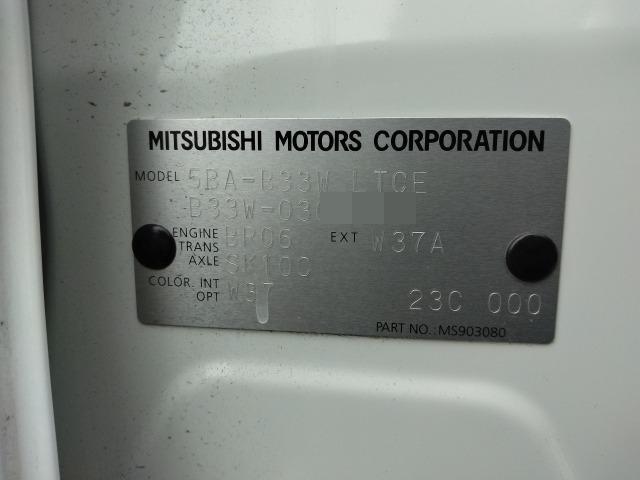 MITSUBISHI MOTORS CORPORATION
MODEL 5BA-B33W LTCE
B33W-030
ENGINE BR06 EXT W37A
TRANS AXLE SK10C
COLOR, INT W37
OPT 23C 000
PART NO.: MS903080